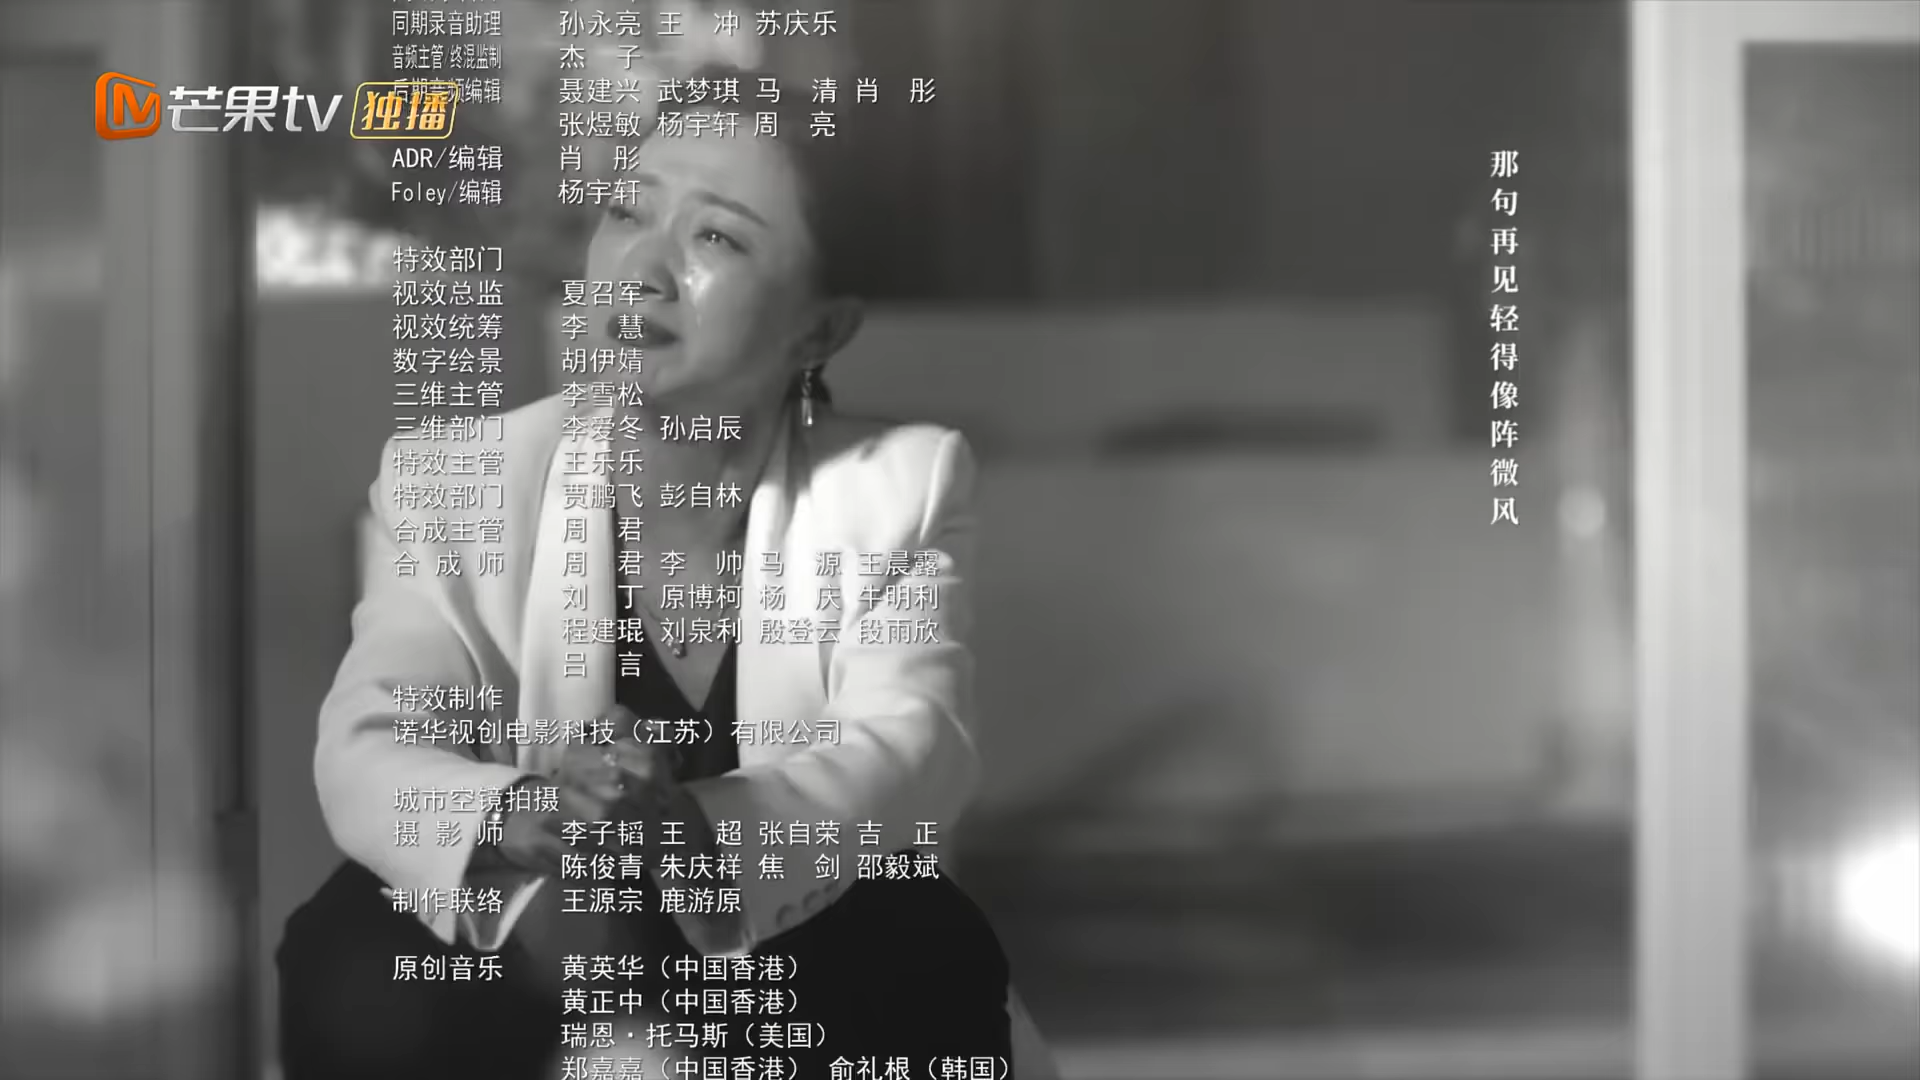 同期录音助理 孙永亮 王 冲 苏庆乐
音频主管/终混监制 杰 子
后期音频编辑 聂建兴 武梦琪 马 清 肖 彤
张煜敏 杨宇轩 周 亮
芒果tv 独播
ADR/编辑 肖 彤
Foley/编辑 杨宇轩
特效部门
视效总监 夏召军
视效统筹 李 慧
数字绘景 胡伊婧
三维主管 李雪松
三维部门 李爱冬 孙启辰
特效主管 王乐乐
特效部门 贾鹏飞 彭自林
合成主管 周 君
合成师 周 君 李 帅 马 源 王晨露
刘 丁 原博柯 杨 庆 牛明利
程建琨 刘泉利 殷登云 段雨欣
吕 言
特效制作
诺华视创电影科技（江苏）有限公司
城市空镜拍摄
摄影师 李子韬 王 超 张自荣 吉 正
陈俊青 朱庆祥 焦 剑 邵毅斌
制作联络 王源宗 鹿游原
原创音乐 黄英华（中国香港）
黄正中（中国香港）
瑞恩·托马斯（美国）
郑嘉嘉（中国香港） 俞礼根（韩国）
那句再见轻得像阵微风